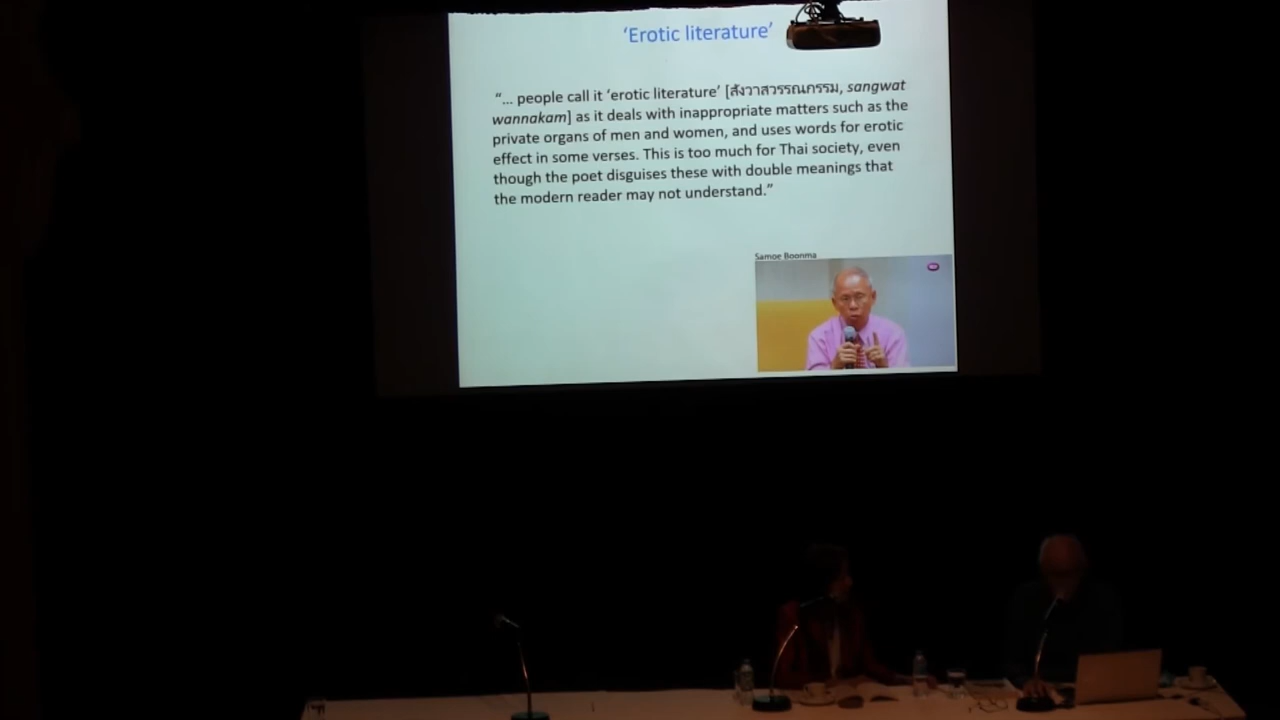 ‘Erotic literature’
“... people call it ‘erotic literature’ [สังวาสวรรณกรรม, sangwat
wannakam] as it deals with inappropriate matters such as the
private organs of men and women, and uses words for erotic
effect in some verses. This is too much for Thai society, even
though the poet disguises these with double meanings that
the modern reader may not understand.”
Samoe Boonma